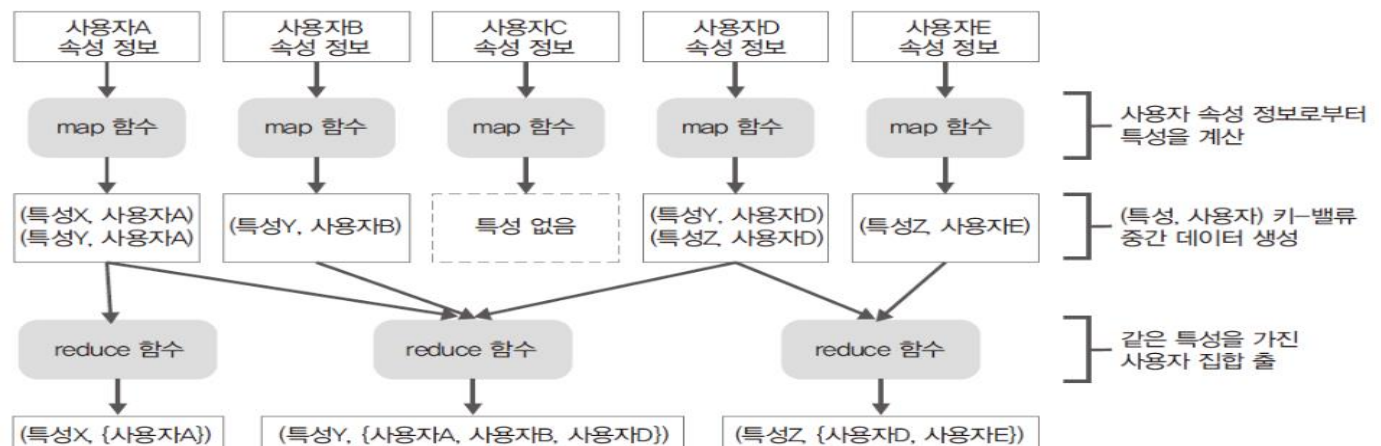 사용자A
속성 정보
사용자B
속성 정보
사용자C
속성 정보
사용자D
속성 정보
사용자E
속성 정보
map 함수
map 함수
map 함수
map 함수
map 함수
사용자 속성 정보로부터
특성을 계산
(특성X, 사용자A)
(특성Y, 사용자A)
(특성Y, 사용자B)
특성 없음
(특성Y, 사용자D)
(특성Z, 사용자D)
(특성Z, 사용자E)
(특성, 사용자) 키-밸류
중간 데이터 생성
reduce 함수
reduce 함수
reduce 함수
같은 특성을 가진
사용자 집합 출
(특성X, {사용자A})
(특성Y, {사용자A, 사용자B, 사용자D})
(특성Z, {사용자D, 사용자E})